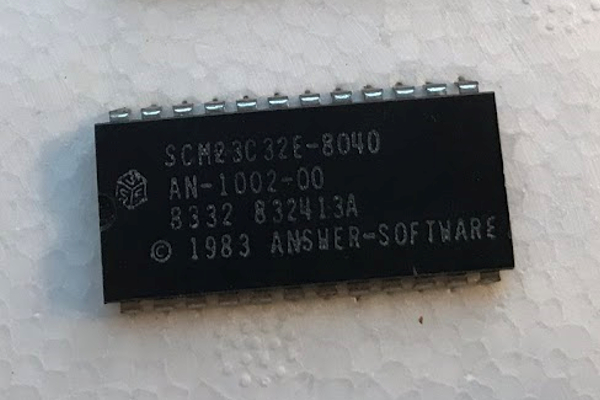 SCM23C32E-8040
AN-1002-00
8332 832413A
© 1983 ANSWER-SOFTWARE